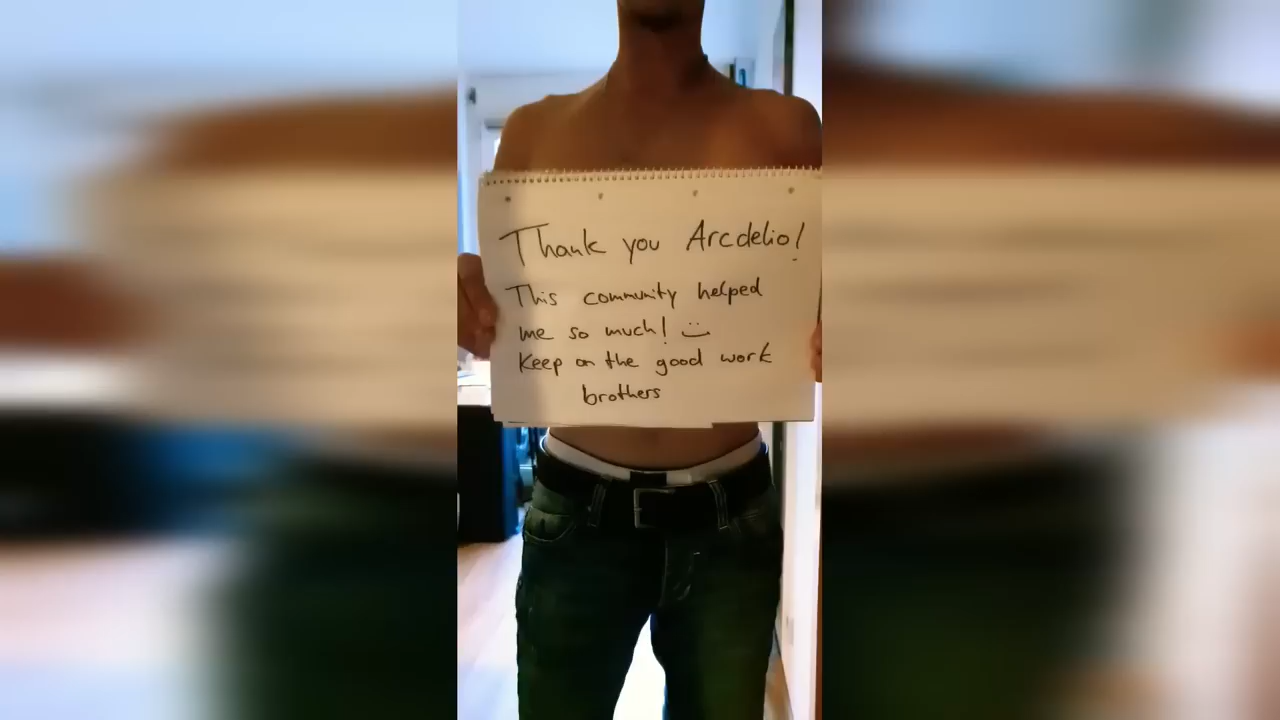 Thank you Arcdelio!
This community helped
me so much! :)
Keep on the good work
brothers